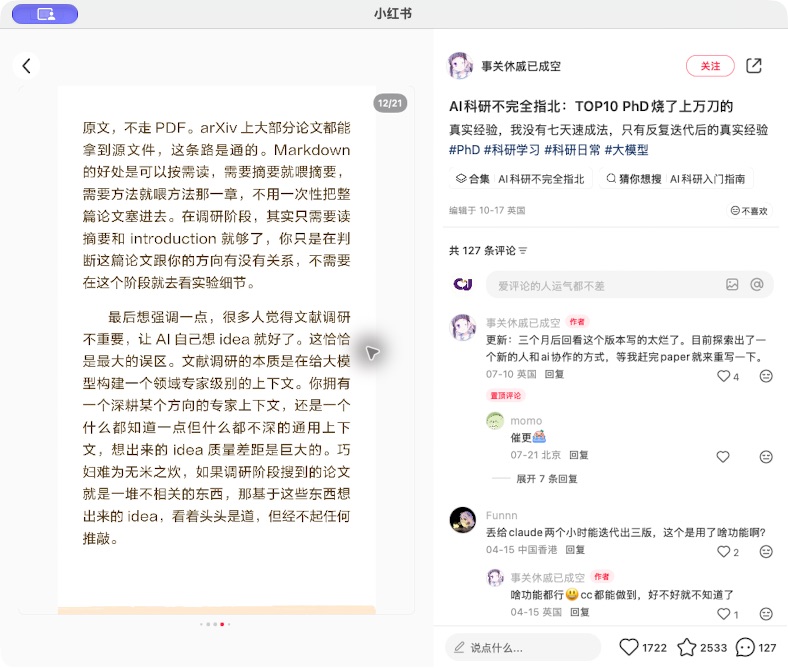 小红书
12/21
原文，不走 PDF。arXiv 上大部分论文都能
拿到源文件，这条路是通的。Markdown
的好处是可以按需读，需要摘要就喂摘要，
需要方法就喂方法那一章，不用一次性把整
篇论文塞进去。在调研阶段，其实只需要读
摘要和 introduction 就够了，你只是在判
断这篇论文跟你的方向有没有关系，不需要
在这个阶段就去看实验细节。
最后想强调一点，很多人觉得文献调研
不重要，让 AI 自己想 idea 就好了。这恰恰
是最大的误区。文献调研的本质是在给大模
型构建一个领域专家级别的上下文。你拥有
一个深耕某个方向的专家上下文，还是一个
什么都知道一点但什么都不深的通用上下
文，想出来的 idea 质量差距是巨大的。巧
妇难为无米之炊，如果调研阶段搜到的论文
就是一堆不相关的东西，那基于这些东西想
出来的 idea，看着头头是道，但经不起任何
推敲。
事关休戚已成空
关注
AI科研不完全指北：TOP10 PhD烧了上万刀的
真实经验，我没有七天速成法，只有反复迭代后的真实经验
#PhD #科研学习 #科研日常 #大模型
合集 AI科研不完全指北
猜你想搜 AI科研入门指南
编辑于 10-17 英国
不喜欢
共 127 条评论
CJ
爱评论的人运气都不差
事关休戚已成空 作者
更新：三个月后回看这个版本写的太烂了。目前探索出了一
个新的人和ai协作的方式，等我赶完paper就来重写一下。
07-10 英国 回复
4
置顶评论
momo
催更
07-21 北京 回复
展开 7 条回复
Funnn
丢给claude两个小时能迭代出三版，这个是用了啥功能啊?
04-15 中国香港 回复
2
事关休戚已成空 作者
啥功能都行😃cc都能做到，好不好就不知道了
04-15 英国 回复
1
说点什么...
1722
2533
127